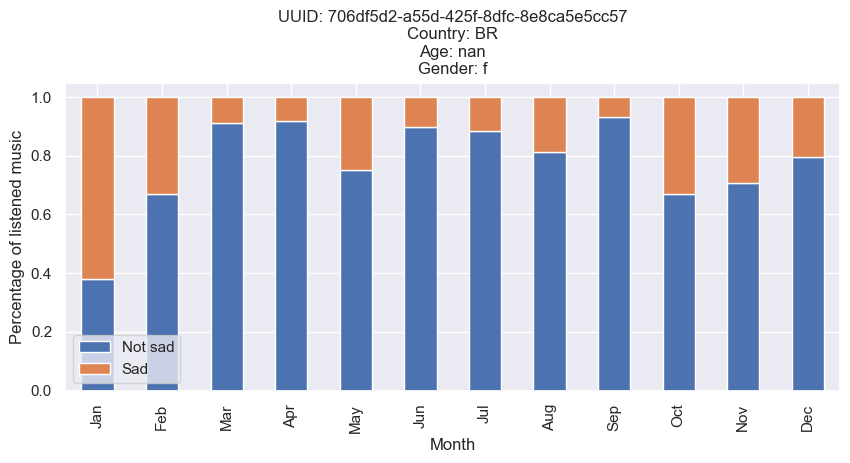 UUID: 706df5d2-a55d-425f-8dfc-8e8ca5e5cc57
Country: BR
Age: nan
Gender: f
Percentage of listened music
1.0
0.8
0.6
0.4
0.2
0.0
Not sad
Sad
Jan
Feb
Mar
Apr
May
Jun
Jul
Aug
Sep
Oct
Nov
Dec
Month